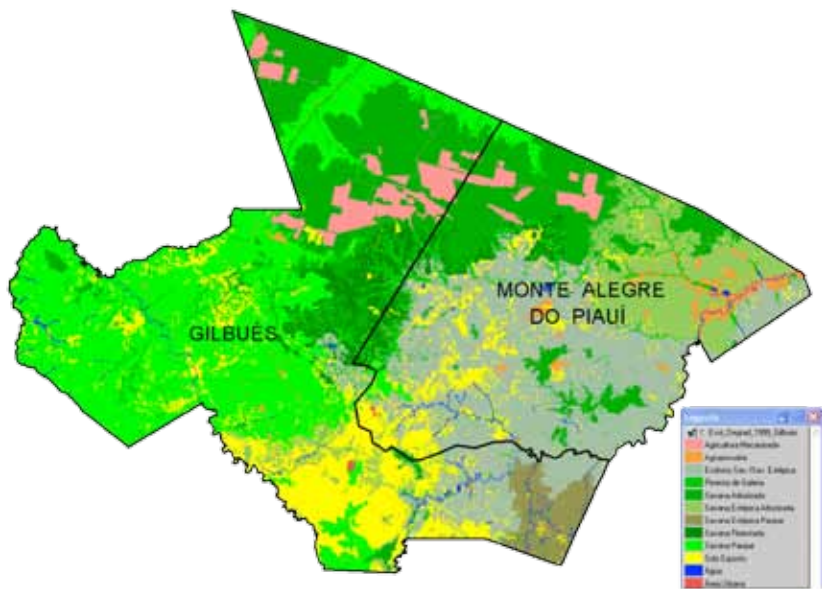 MONTE ALEGRE
DO PIAUÍ
GILBUÉS
Legenda
Agricultura Mecanizada
Agropecuária
Floresta de Galeria
Savana Arborizada
Savana Estépica Arborizada
Savana Estépica Parque
Savana Florestada
Savana Parque
Solo Exposto
Água
Área Urbana